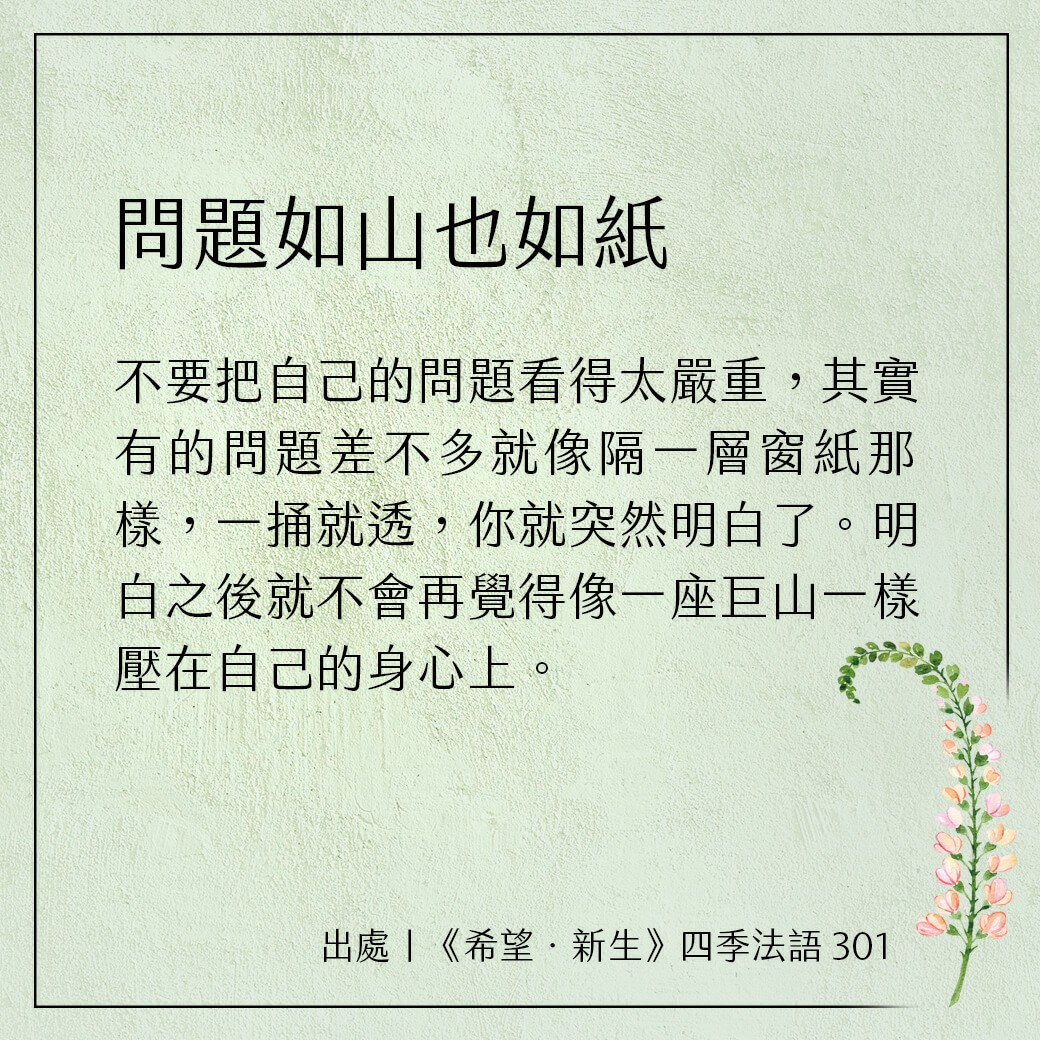 問題如山也如紙
不要把自己的問題看得太嚴重，其實
有的問題差不多就像隔一層窗紙那
樣，一捅就透，你就突然明白了。明
白之後就不會再覺得像一座巨山一樣
壓在自己的身心上。
出處｜《希望．新生》四季法語 301